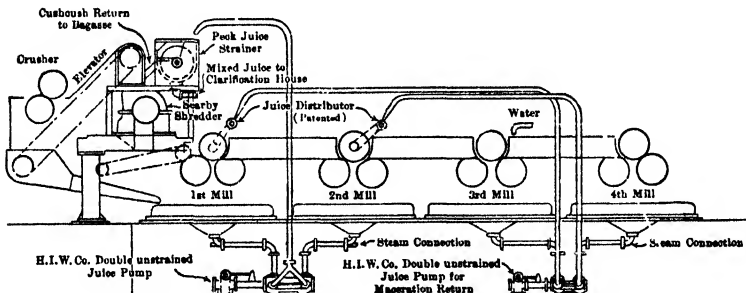 Cushoush Return
to Bagasse
Crusher
Elevator
Peck Juice
Strainer
Mixed Juice to
Clarification House
Searby
Shredder
Juice Distributor
(Patented)
Water
1st Mill
2nd Mill
3rd Mill
4th Mill
Steam Connection
Steam Connection
H.I.W. Co. Double unstrained
Juice Pump
H.I.W. Co. Double unstrained
Juice Pump for
Maceration Return